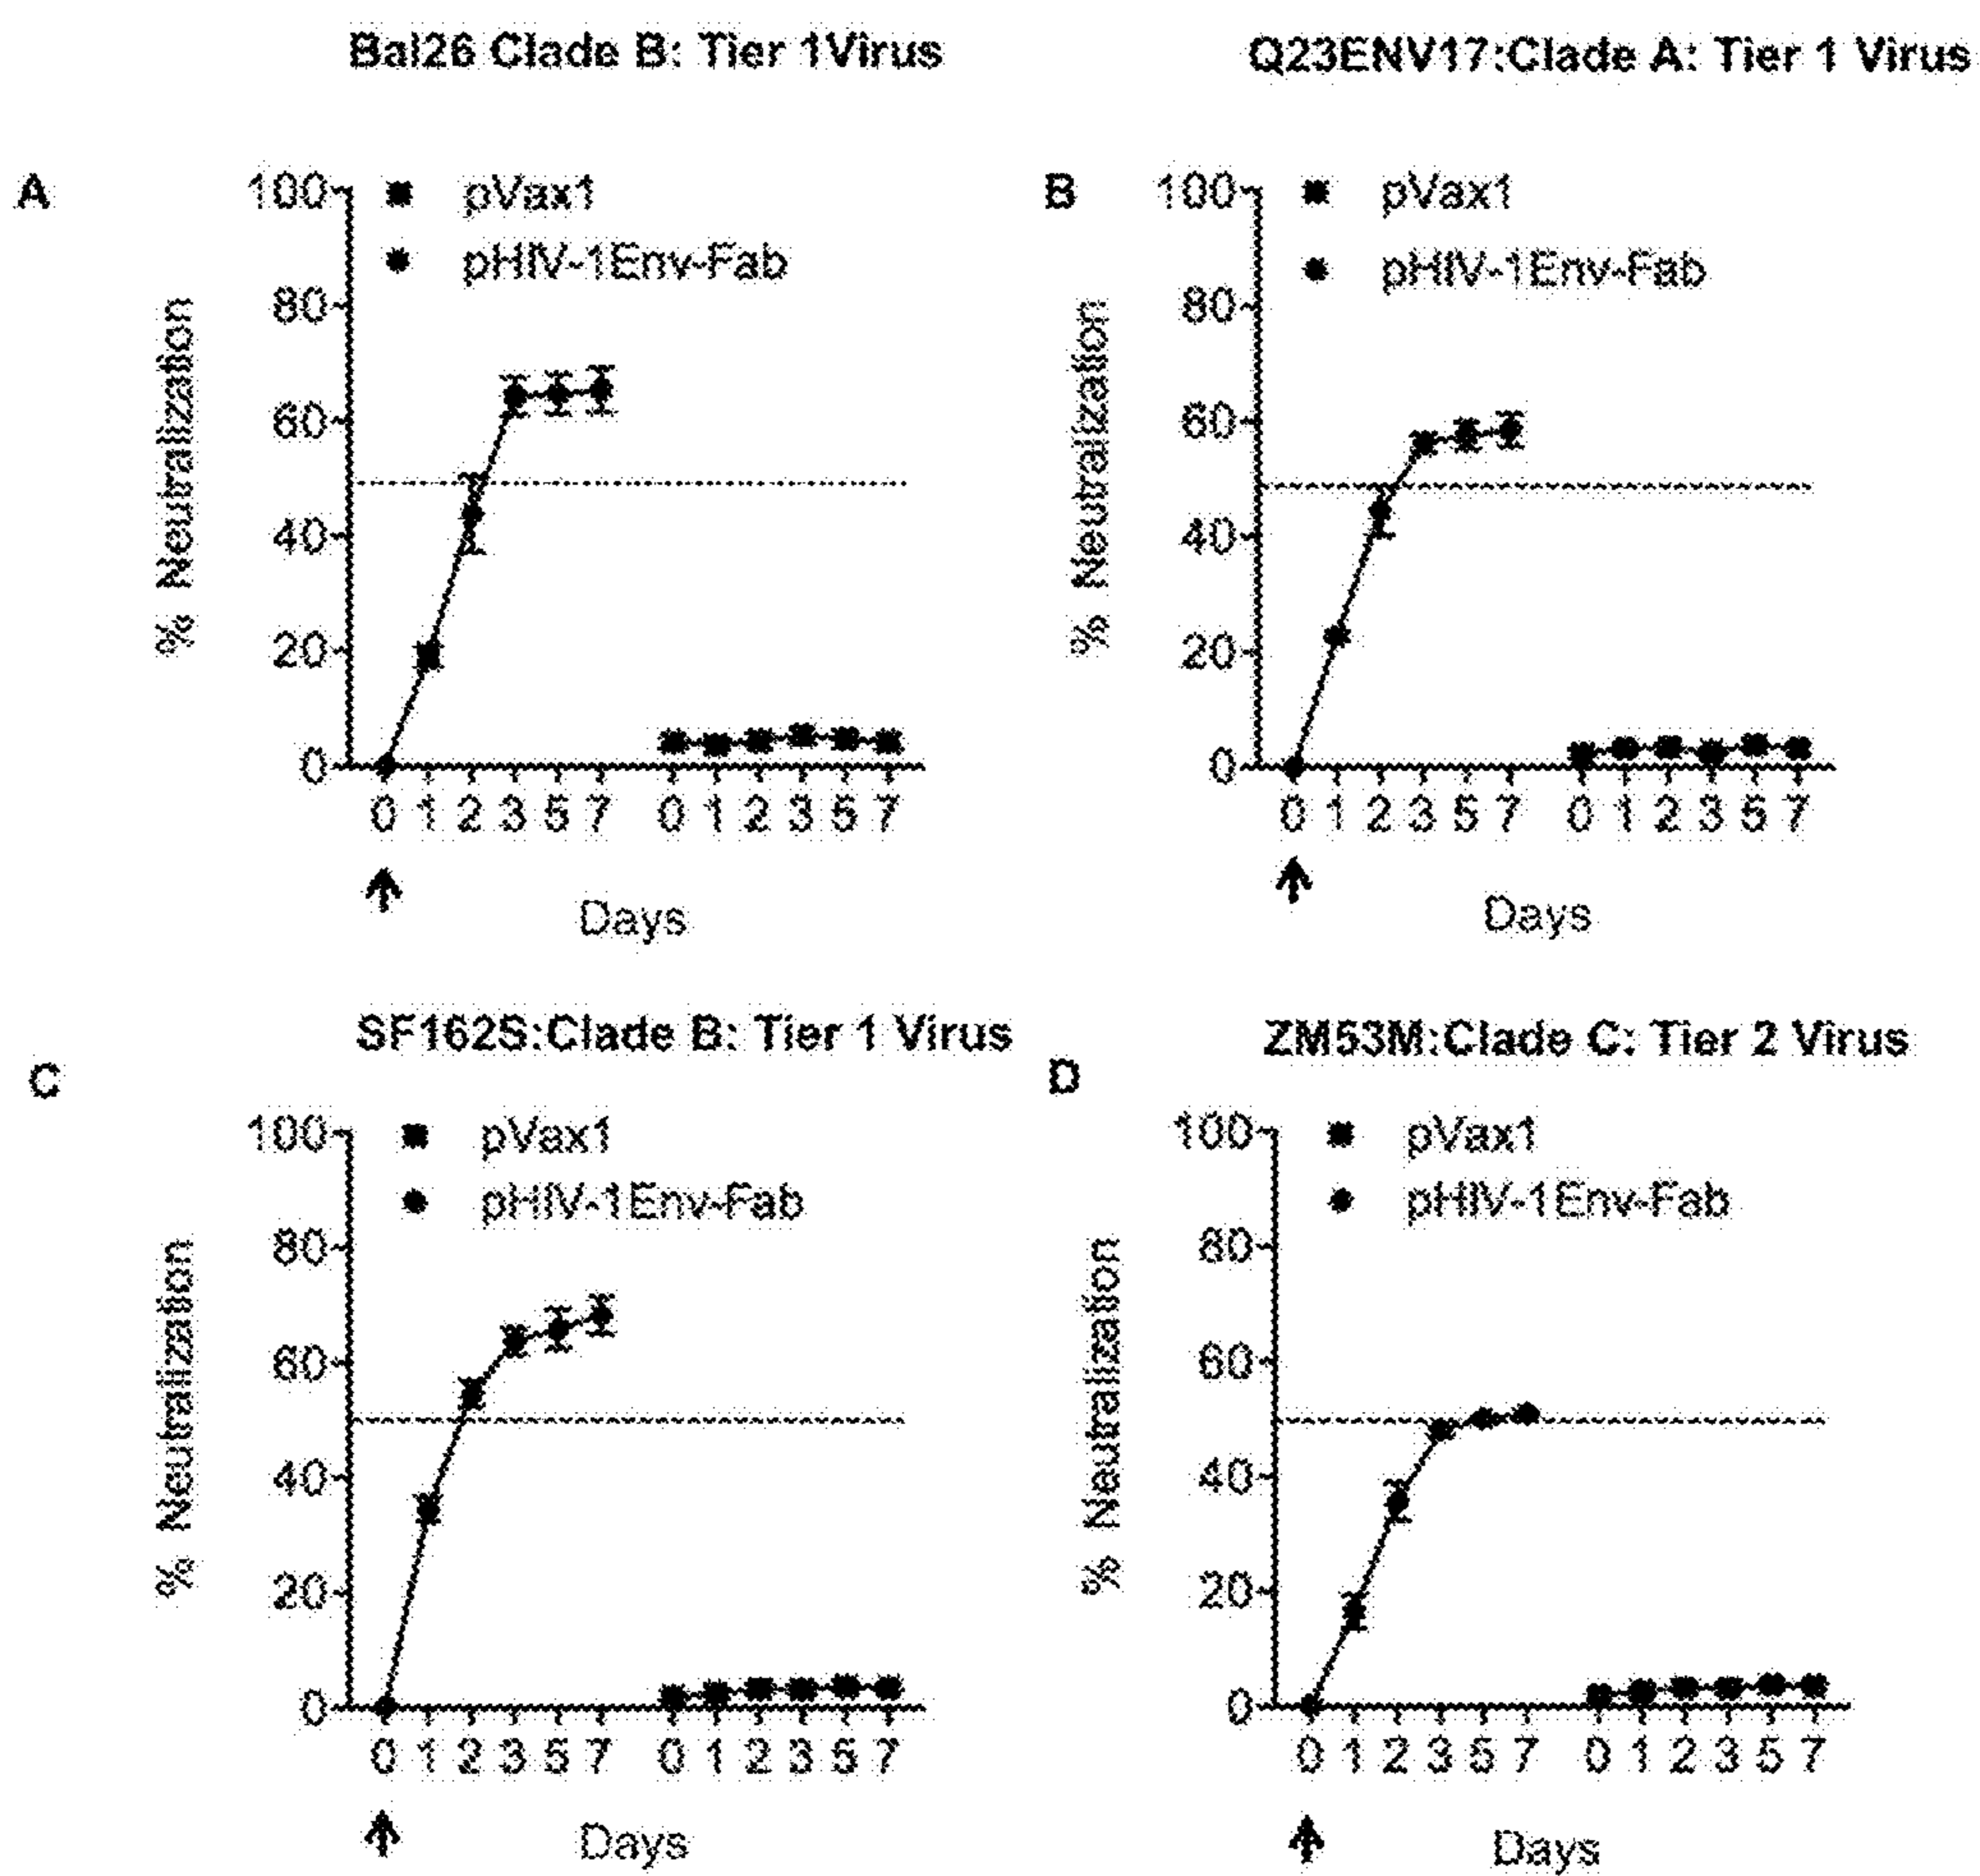 Bal26 Clade B: Tier 1Virus
A
100
80
60
40
20
0
% Neutralization
pVax1
pHIV-1Env-Fab
0 1 2 3 5 7 0 1 2 3 5 7
Days
Q23ENV17:Clade A: Tier 1 Virus
B
100
80
60
40
20
0
% Neutralization
pVax1
pHIV-1Env-Fab
0 1 2 3 5 7 0 1 2 3 5 7
Days
SF162S:Clade B: Tier 1 Virus
C
100
80
60
40
20
0
% Neutralization
pVax1
pHIV-1Env-Fab
0 1 2 3 5 7 0 1 2 3 5 7
Days
ZM53M:Clade C: Tier 2 Virus
D
100
80
60
40
20
0
% Neutralization
pVax1
pHIV-1Env-Fab
0 1 2 3 5 7 0 1 2 3 5 7
Days